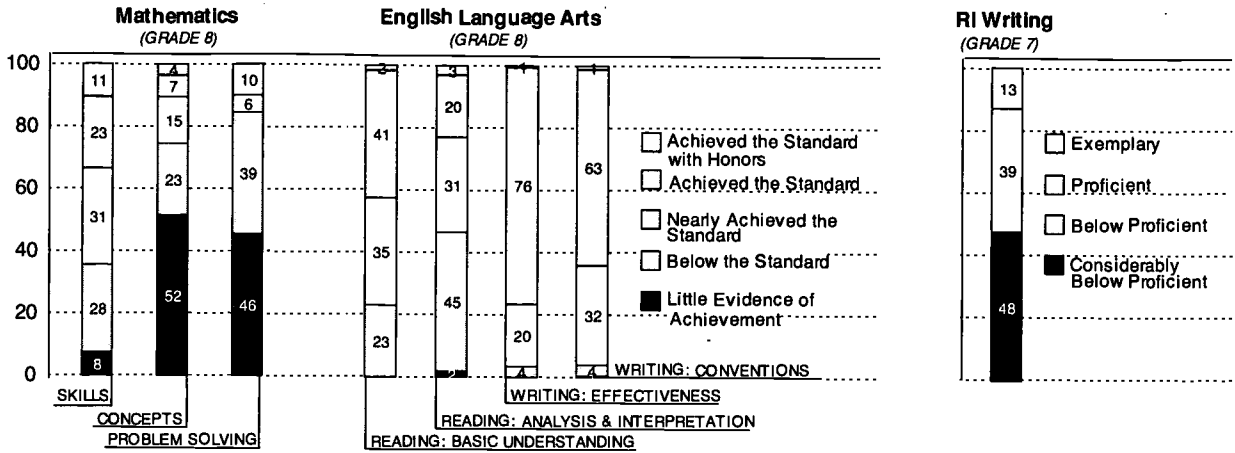 Mathematics
(GRADE 8)
English Language Arts
(GRADE 8)
RI Writing
(GRADE 7)
100
80
60
40
20
0
11
23
31
28
8
4
7
15
23
52
10
6
39
46
2
41
35
23
3
20
31
45
2
1
76
20
4
1
63
32
4
Achieved the Standard
with Honors
Achieved the Standard
Nearly Achieved the
Standard
Below the Standard
Little Evidence of
Achievement
13
39
48
Exemplary
Proficient
Below Proficient
Considerably
Below Proficient
SKILLS
CONCEPTS
PROBLEM SOLVING
WRITING: CONVENTIONS
WRITING: EFFECTIVENESS
READING: ANALYSIS & INTERPRETATION
READING: BASIC UNDERSTANDING